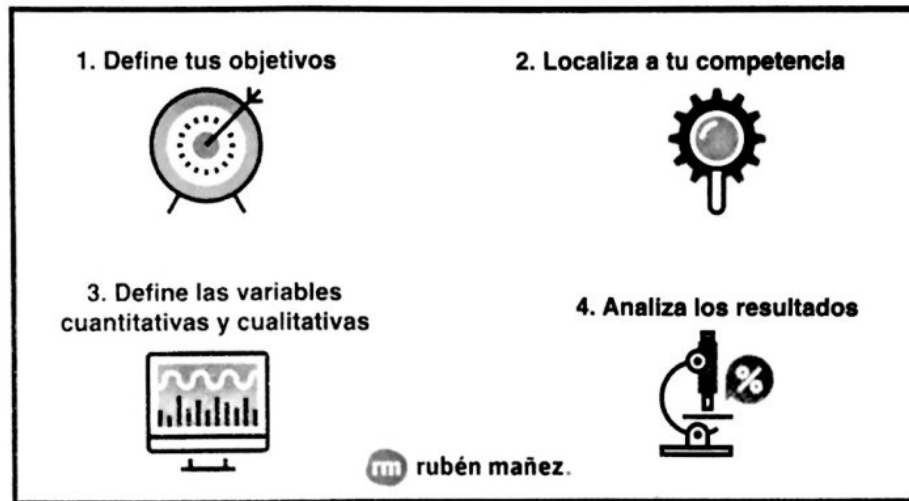 1. Define tus objetivos
2. Localiza a tu competencia
3. Define las variables
cuantitativas y cualitativas
4. Analiza los resultados
%
rm rubén mañez.